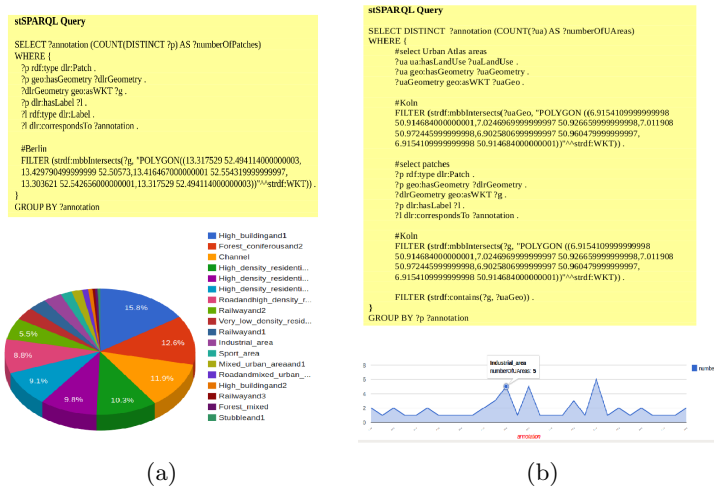 stSPARQL Query
SELECT ?annotation (COUNT(DISTINCT ?p) AS ?numberOfPatches)
WHERE {
?p rdf:type dlr:Patch .
?p geo:hasGeometry ?dlrGeometry .
?dlrGeometry geo:asWKT ?g .
?p dlr:hasLabel ?l .
?l rdf:type dlr:Label .
?l dlr:correspondsTo ?annotation .
#Berlin
FILTER (strdf:mbbIntersects(?g, "POLYGON((13.317529 52.494114000000003,
13.429790499999999 52.50573,13.416467000000001 52.554319999999997,
13.303621 52.542656000000001,13.317529 52.494114000000003))"^^strdf:WKT)) .
}
GROUP BY ?annotation
15.8%
12.6%
11.9%
10.3%
9.8%
9.1%
8.8%
5.5%
High_buildingand1
Forest_coniferousand2
Channel
High_density_residenti...
High_density_residenti...
High_density_residenti...
Roadandhigh_density_r...
Railwayand2
Very_low_density_resid...
Railwayand1
Industrial_area
Sport_area
Mixed_urban_areaand1
Roadandmixed_urban_...
High_buildingand2
Railwayand3
Forest_mixed
Stubbleand1
(a)
stSPARQL Query
SELECT DISTINCT ?annotation (COUNT(?ua) AS ?numberOfUAreas)
WHERE {
#select Urban Atlas areas
?ua ua:hasLandUse ?uaLandUse .
?ua geo:hasGeometry ?uaGeometry .
?uaGeometry geo:asWKT ?uaGeo .
#Koln
FILTER (strdf:mbbIntersects(?uaGeo, "POLYGON ((6.9154109999999998
50.914684000000001,7.0246969999999997 50.926659999999998,7.011908
50.972445999999998,6.9025806999999997 50.960479999999997,
6.9154109999999998 50.914684000000001))"^^strdf:WKT)) .
#select patches
?p rdf:type dlr:Patch .
?p geo:hasGeometry ?dlrGeometry .
?dlrGeometry geo:asWKT ?g .
?p dlr:hasLabel ?l .
?l dlr:correspondsTo ?annotation .
#Koln
FILTER (strdf:mbbIntersects(?g, "POLYGON ((6.9154109999999998
50.914684000000001,7.0246969999999997 50.926659999999998,7.011908
50.972445999999998,6.9025806999999997 50.960479999999997,
6.9154109999999998 50.914684000000001))"^^strdf:WKT)) .
FILTER (strdf:contains(?g, ?uaGeo)) .
}
GROUP BY ?p ?annotation
Industrial_area
numberOfUAreas: 5
8
6
4
2
0
numbe
annotation
(b)